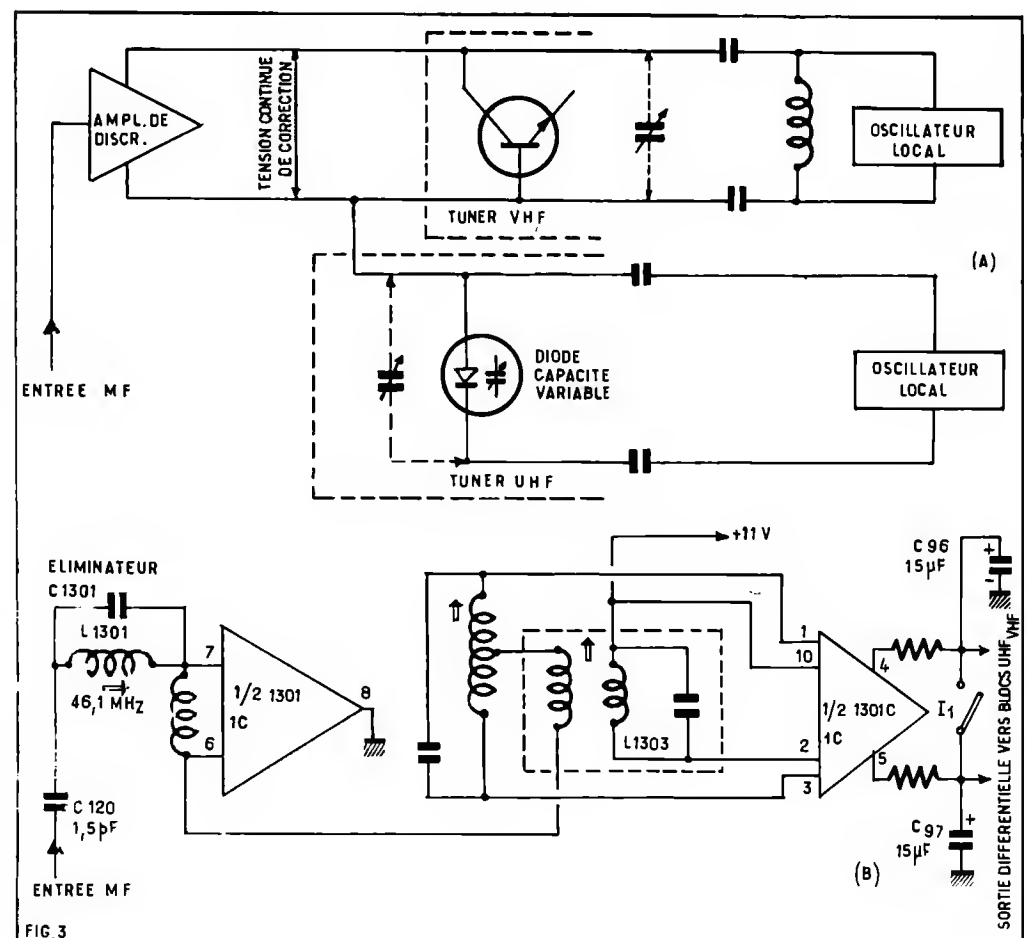 AMPL. DE
DISCR.
TENSION CONTINUE
DE CORRECTION
TUNER VHF
OSCILLATEUR
LOCAL
(A)
ENTREE MF
DIODE
CAPACITE
VARIABLE
OSCILLATEUR
LOCAL
TUNER UHF
ELIMINATEUR
C1301
L1301
46,1 MHz
7
6
1/2 1301
1C
8
C120
1,5pF
ENTREE MF
+11 V
L1303
1
10
2
3
1/2 1301C
1C
4
5
I1
C96
15µF
+
-
C97
15µF
+
SORTIE DIFFERENTIELLE VERS BLOCS UHF
VHF
(B)
FIG.3